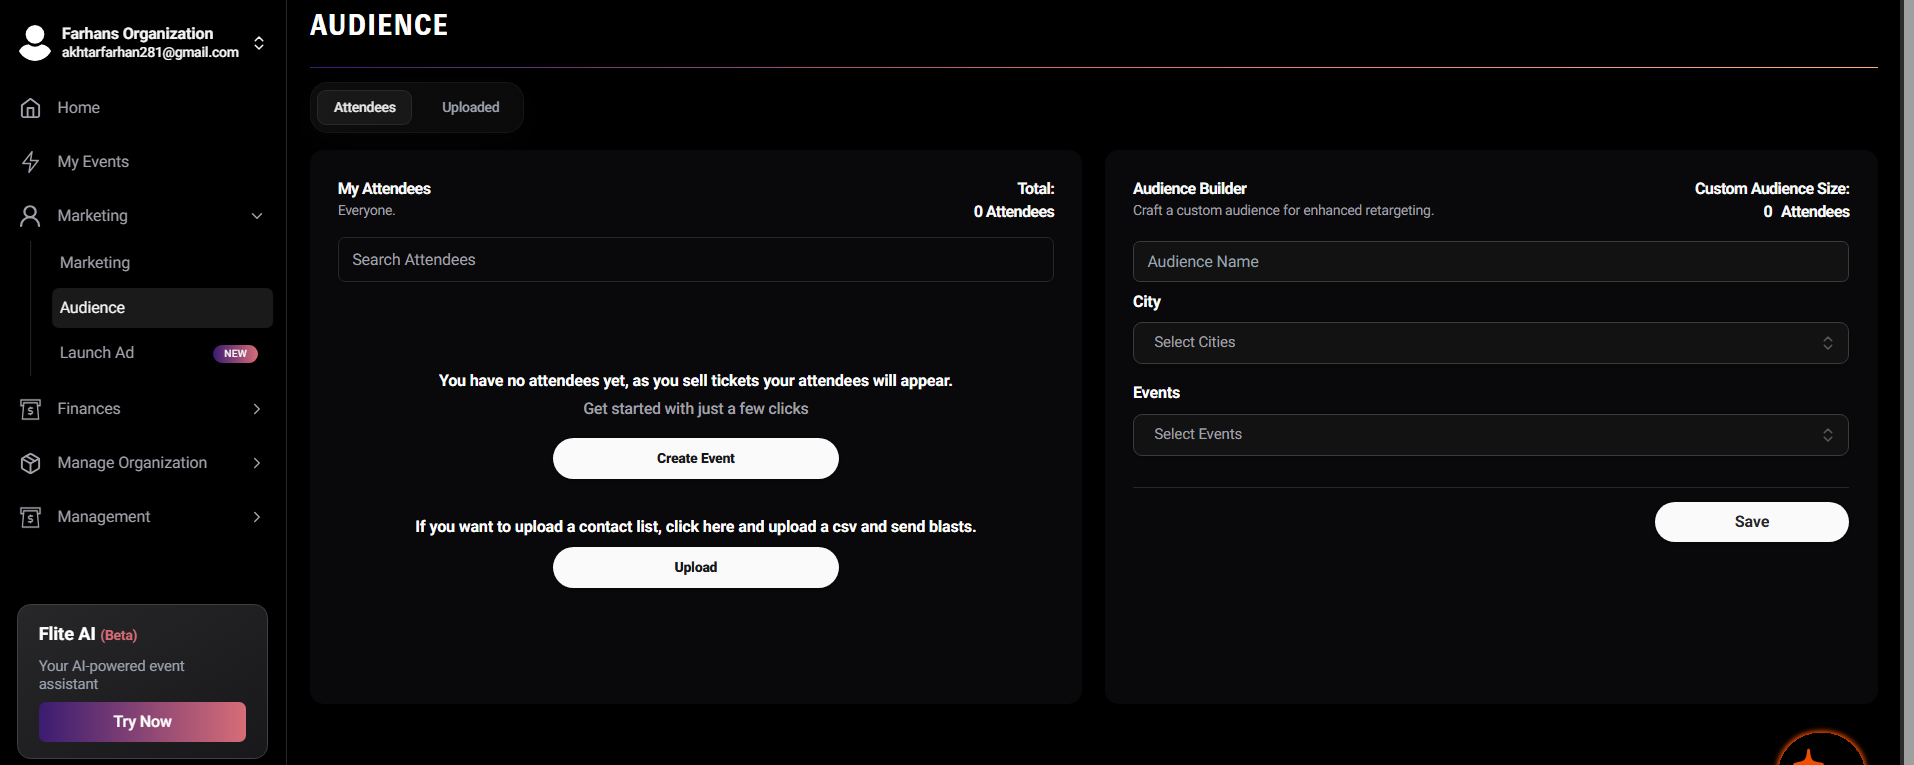 Farhans Organization
akhtarfarhan281@gmail.com
Home
My Events
Marketing
Marketing
Audience
Launch Ad NEW
Finances
Manage Organization
Management
Flite AI (Beta)
Your AI-powered event
assistant
Try Now
AUDIENCE
Attendees Uploaded
My Attendees Total:
Everyone. 0 Attendees
Search Attendees
You have no attendees yet, as you sell tickets your attendees will appear.
Get started with just a few clicks
Create Event
If you want to upload a contact list, click here and upload a csv and send blasts.
Upload
Audience Builder Custom Audience Size:
Craft a custom audience for enhanced retargeting. 0 Attendees
Audience Name
City
Select Cities
Events
Select Events
Save